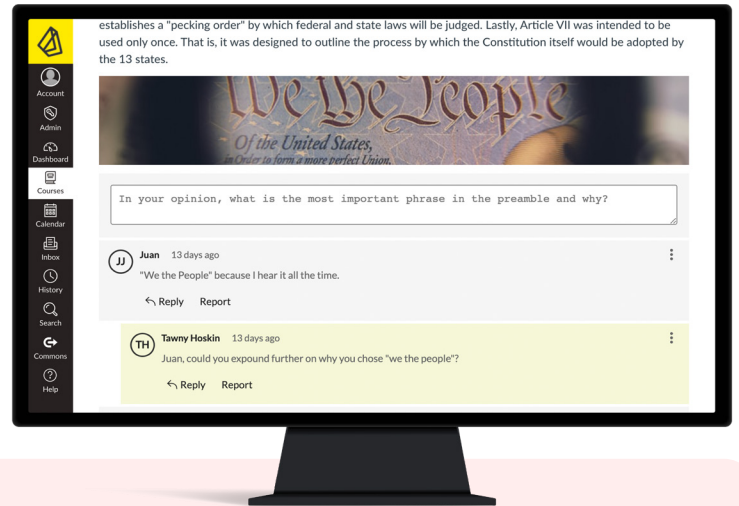 establishes a "pecking order" by which federal and state laws will be judged. Lastly, Article VII was intended to be
used only once. That is, it was designed to outline the process by which the Constitution itself would be adopted by
the 13 states.
We the People
Of the United States,
in Order to form a more perfect Union,
In your opinion, what is the most important phrase in the preamble and why?
JJ
Juan 13 days ago
"We the People" because I hear it all the time.
Reply Report
TH
Tawny Hoskin 13 days ago
Juan, could you expound further on why you chose "we the people"?
Reply Report
Account
Admin
Dashboard
Courses
Calendar
Inbox
History
Search
Commons
Help